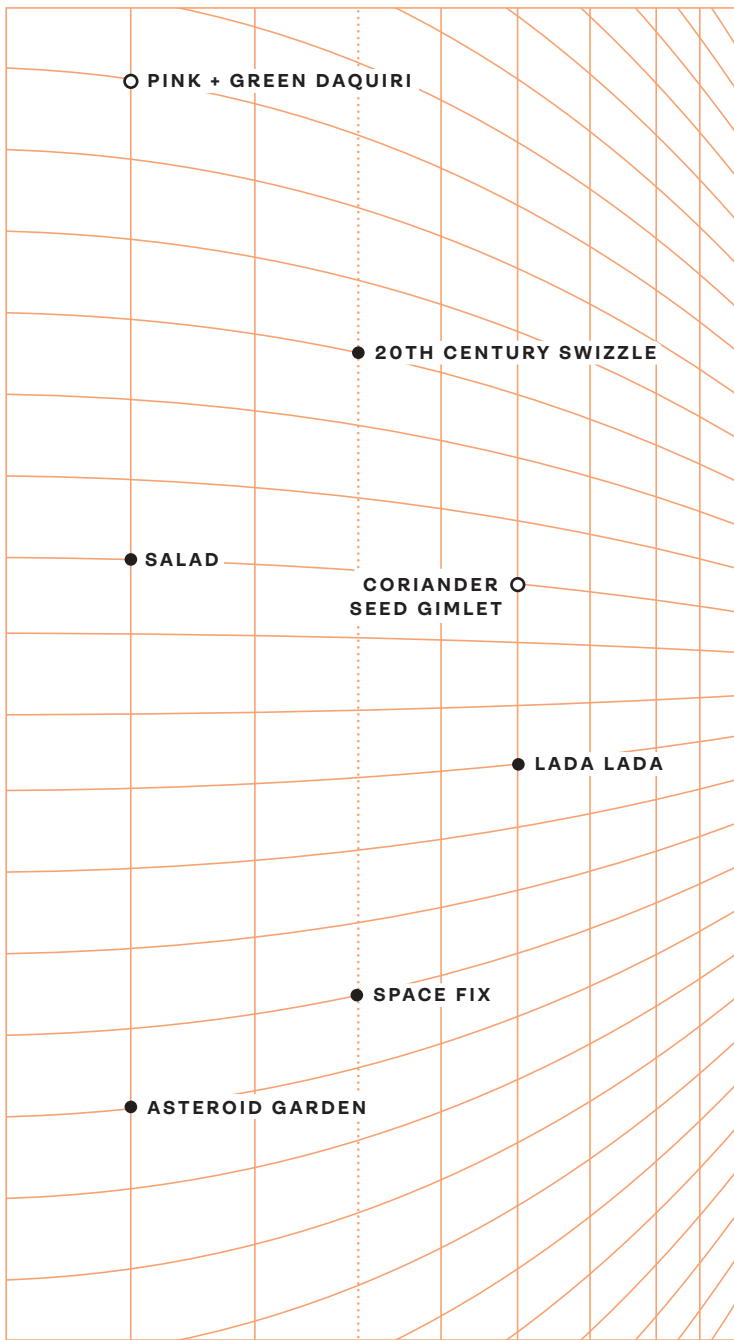 PINK + GREEN DAQUIRI
20TH CENTURY SWIZZLE
SALAD
CORIANDER
SEED GIMLET
LADA LADA
SPACE FIX
ASTEROID GARDEN